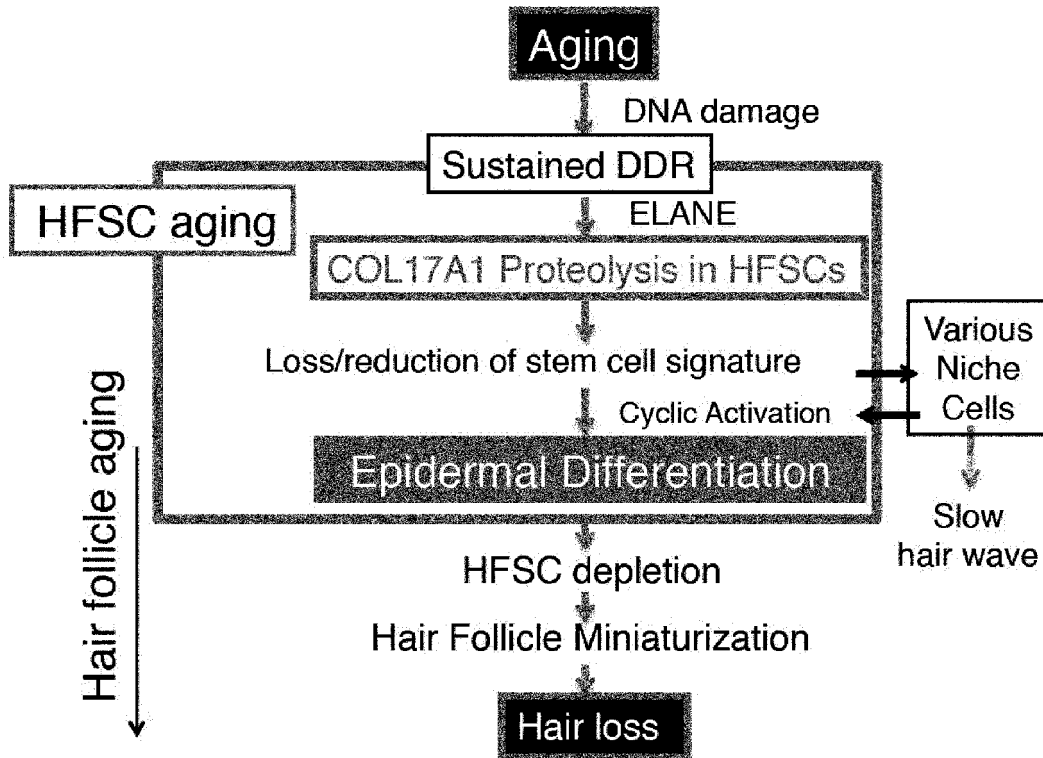 Aging
DNA damage
Sustained DDR
HFSC aging
ELANE
COL17A1 Proteolysis in HFSCs
Loss/reduction of stem cell signature
Various
Niche
Cells
Cyclic Activation
Epidermal Differentiation
Slow
hair wave
Hair follicle aging
HFSC depletion
Hair Follicle Miniaturization
Hair loss